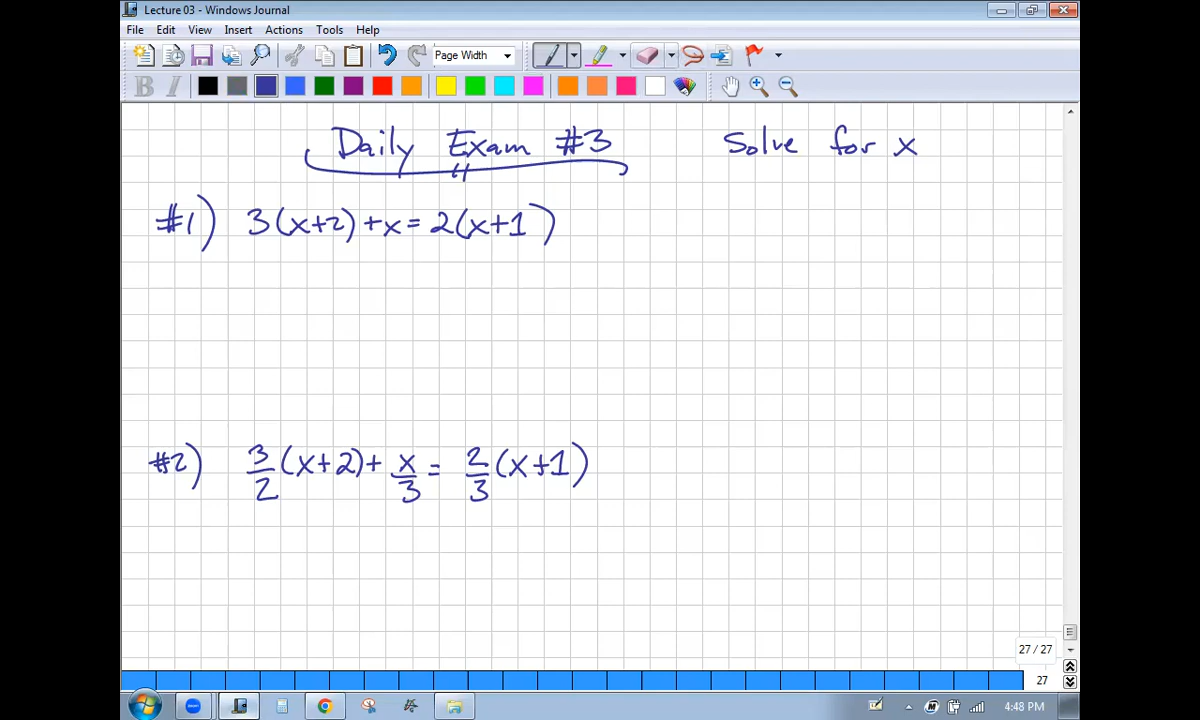 Lecture 03 - Windows Journal
File Edit View Insert Actions Tools Help
Page Width
B I
Daily Exam #3 Solve for x
#1) 3(x+2)+x=2(x+1)
#2) 3/2(x+2)+x/3=2/3(x+1)
27 / 27
27
4:48 PM